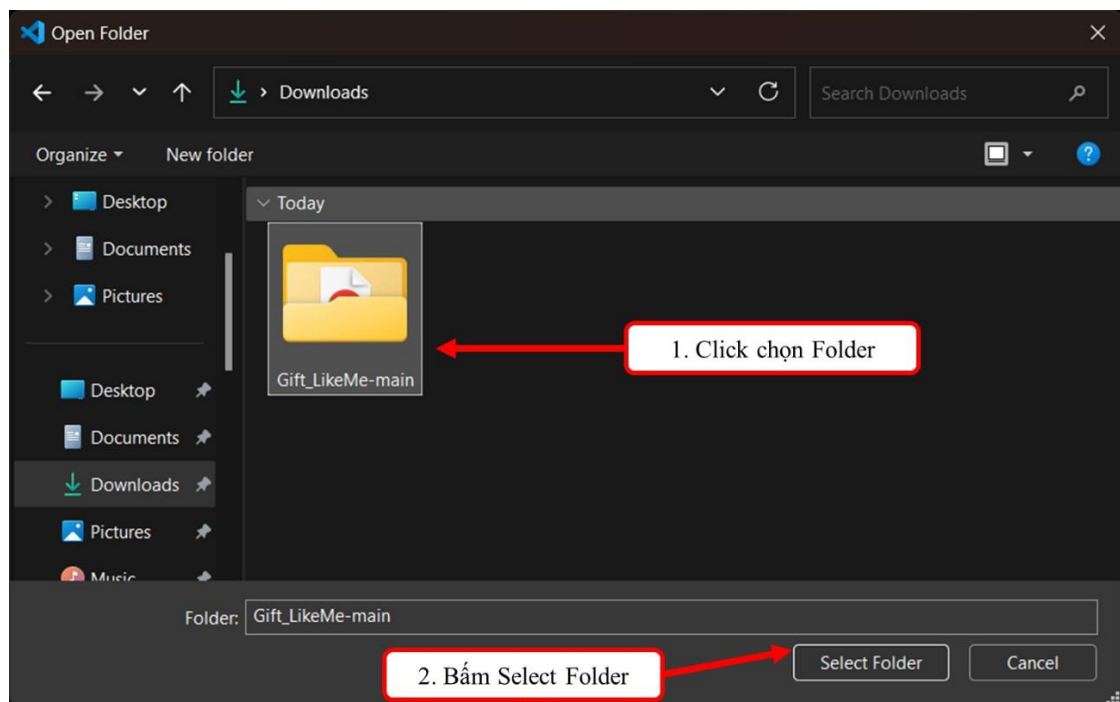 Open Folder
Downloads
Search Downloads
Organize
New folder
Desktop
Documents
Pictures
Desktop
Documents
Downloads
Pictures
Music
Today
Gift_LikeMe-main
1. Click chọn Folder
Folder:
Gift_LikeMe-main
2. Bấm Select Folder
Select Folder
Cancel